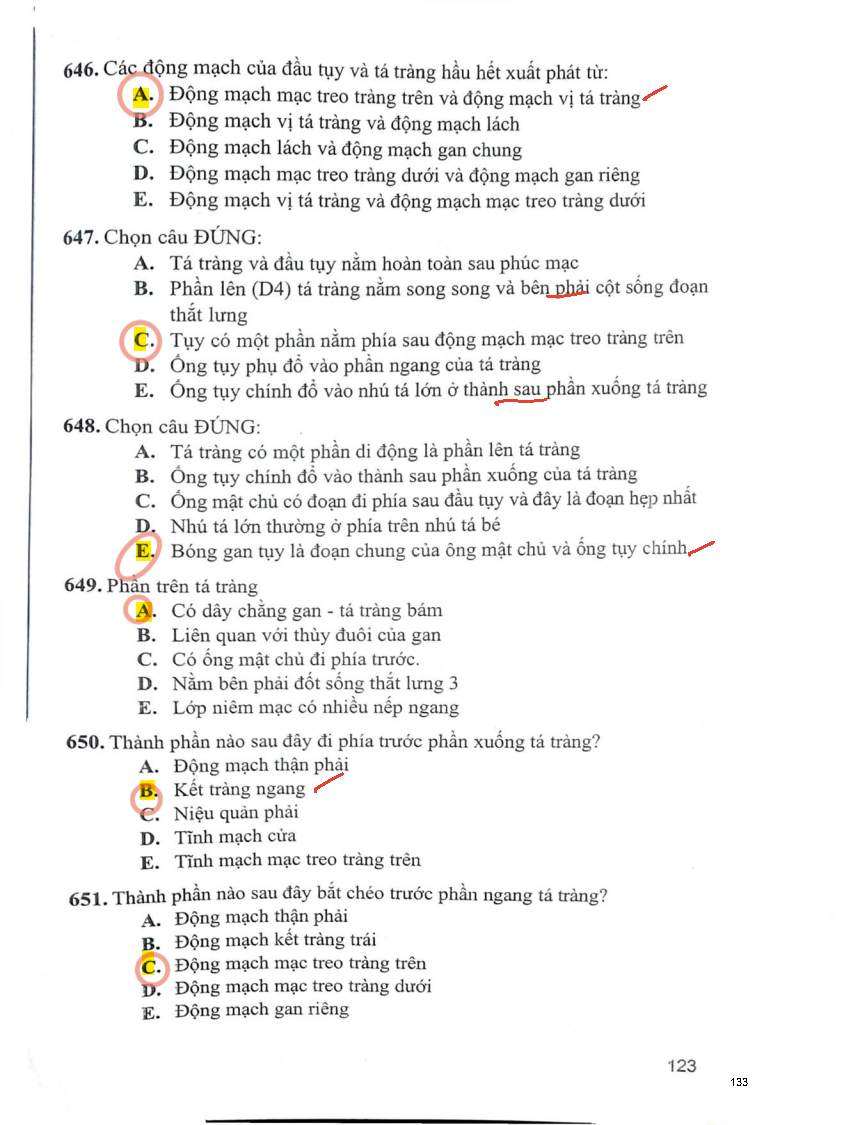 646. Các động mạch của đầu tụy và tá tràng hầu hết xuất phát từ:
A. Động mạch mạc treo tràng trên và động mạch vị tá tràng
B. Động mạch vị tá tràng và động mạch lách
C. Động mạch lách và động mạch gan chung
D. Động mạch mạc treo tràng dưới và động mạch gan riêng
E. Động mạch vị tá tràng và động mạch mạc treo tràng dưới
647. Chọn câu ĐÚNG:
A. Tá tràng và đầu tụy nằm hoàn toàn sau phúc mạc
B. Phần lên (D4) tá tràng nằm song song và bên phải cột sống đoạn
thắt lưng
C. Tụy có một phần nằm phía sau động mạch mạc treo tràng trên
D. Ống tụy phụ đổ vào phần ngang của tá tràng
E. Ống tụy chính đổ vào nhú tá lớn ở thành sau phần xuống tá tràng
648. Chọn câu ĐÚNG:
A. Tá tràng có một phần di động là phần lên tá tràng
B. Ống tụy chính đổ vào thành sau phần xuống của tá tràng
C. Ống mật chủ có đoạn đi phía sau đầu tụy và đây là đoạn hẹp nhất
D. Nhú tá lớn thường ở phía trên nhú tá bé
E. Bóng gan tụy là đoạn chung của ông mật chủ và ống tụy chính
649. Phần trên tá tràng
A. Có dây chằng gan - tá tràng bám
B. Liên quan với thùy đuôi của gan
C. Có ống mật chủ đi phía trước.
D. Nằm bên phải đốt sống thắt lưng 3
E. Lớp niêm mạc có nhiều nếp ngang
650. Thành phần nào sau đây đi phía trước phần xuống tá tràng?
A. Động mạch thận phải
B. Kết tràng ngang
C. Niệu quản phải
D. Tĩnh mạch cửa
E. Tĩnh mạch mạc treo tràng trên
651. Thành phần nào sau đây bắt chéo trước phần ngang tá tràng?
A. Động mạch thận phải
B. Động mạch kết tràng trái
C. Động mạch mạc treo tràng trên
D. Động mạch mạc treo tràng dưới
E. Động mạch gan riêng
123
133